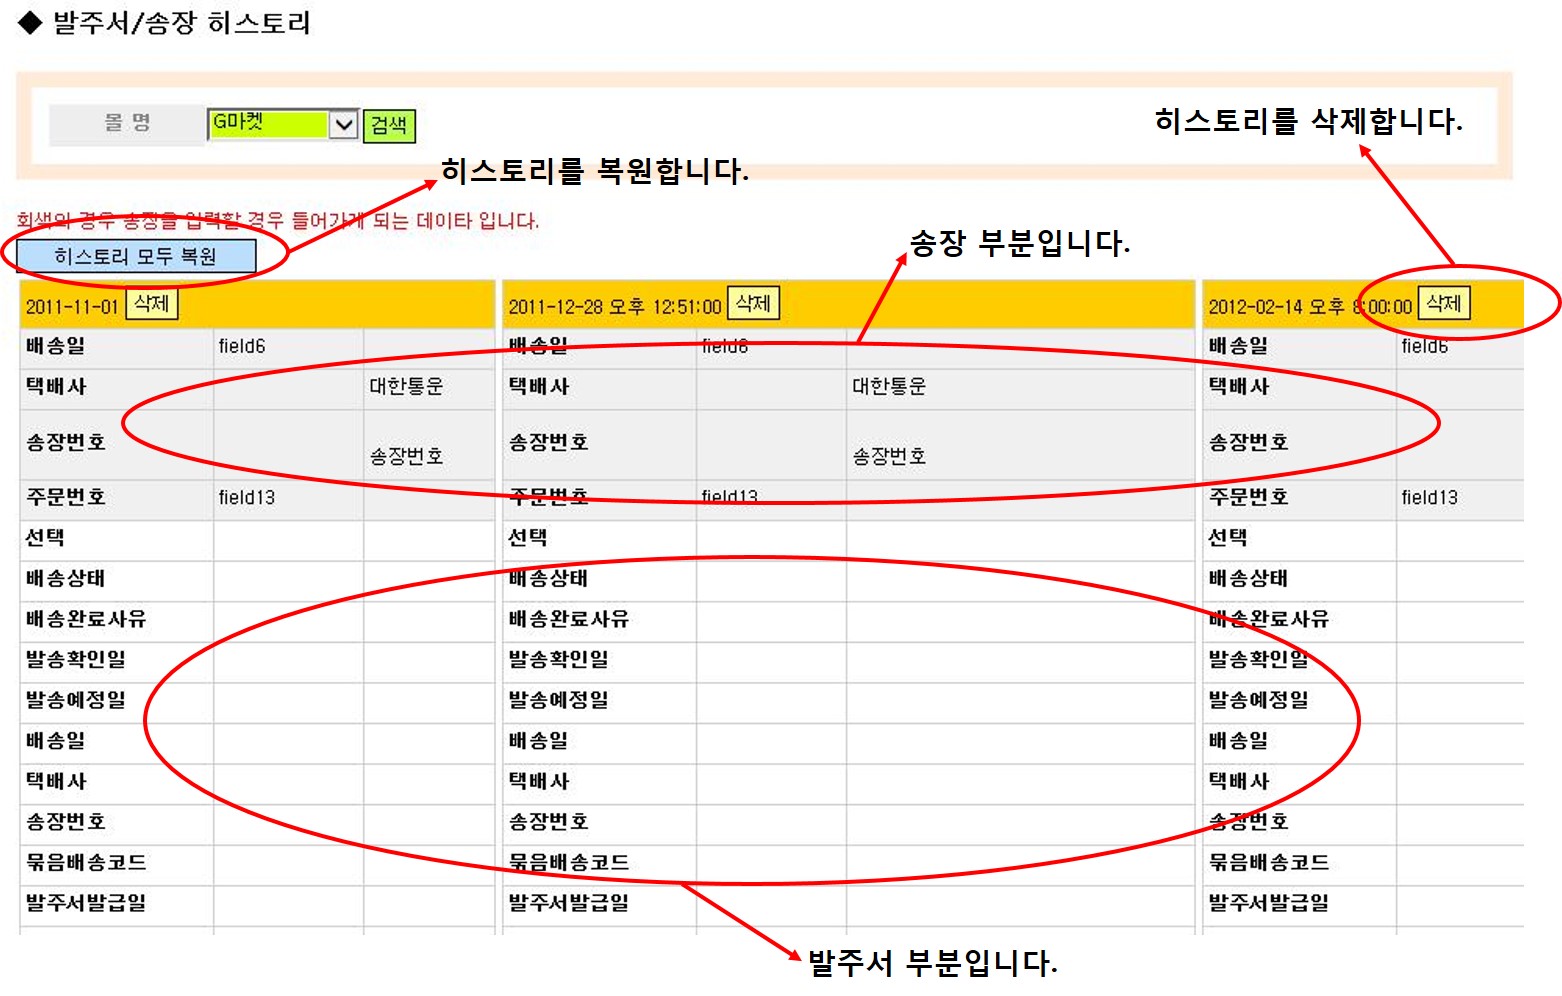 ◆ 발주서/송장 히스토리
몰 명 G마켓 검색
히스토리를 삭제합니다.
히스토리를 복원합니다.
회색의 경우 송장을 입력할 경우 들어가게 되는 데이타 입니다.
송장 부분입니다.
히스토리 모두 복원
2011-11-01 삭제 2011-12-28 오후 12:51:00 삭제 2012-02-14 오후 8:00:00 삭제
배송일 field6 배송일 field6 배송일 field6
택배사 대한통운 택배사 대한통운 택배사
송장번호 송장번호 송장번호 송장번호 송장번호
주문번호 field13 주문번호 field13 주문번호 field13
선택 선택 선택
배송상태 배송상태 배송상태
배송완료사유 배송완료사유 배송완료사유
발송확인일 발송확인일 발송확인일
발송예정일 발송예정일 발송예정일
배송일 배송일 배송일
택배사 택배사 택배사
송장번호 송장번호 송장번호
묶음배송코드 묶음배송코드 묶음배송코드
발주서발급일 발주서발급일 발주서발급일
발주서 부분입니다.